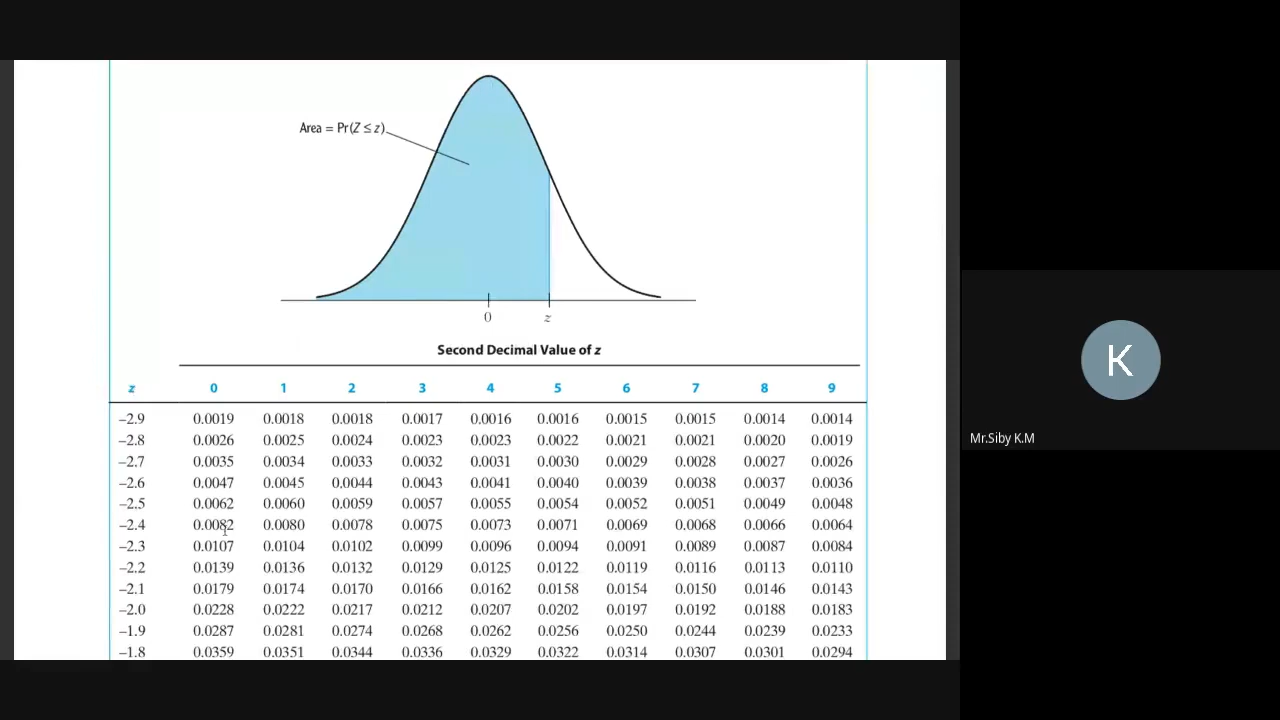 Area = Pr(Z ≤ z)
0 z
Second Decimal Value of z
z 0 1 2 3 4 5 6 7 8 9
–2.9 0.0019 0.0018 0.0018 0.0017 0.0016 0.0016 0.0015 0.0015 0.0014 0.0014
–2.8 0.0026 0.0025 0.0024 0.0023 0.0023 0.0022 0.0021 0.0021 0.0020 0.0019
–2.7 0.0035 0.0034 0.0033 0.0032 0.0031 0.0030 0.0029 0.0028 0.0027 0.0026
–2.6 0.0047 0.0045 0.0044 0.0043 0.0041 0.0040 0.0039 0.0038 0.0037 0.0036
–2.5 0.0062 0.0060 0.0059 0.0057 0.0055 0.0054 0.0052 0.0051 0.0049 0.0048
–2.4 0.0082 0.0080 0.0078 0.0075 0.0073 0.0071 0.0069 0.0068 0.0066 0.0064
–2.3 0.0107 0.0104 0.0102 0.0099 0.0096 0.0094 0.0091 0.0089 0.0087 0.0084
–2.2 0.0139 0.0136 0.0132 0.0129 0.0125 0.0122 0.0119 0.0116 0.0113 0.0110
–2.1 0.0179 0.0174 0.0170 0.0166 0.0162 0.0158 0.0154 0.0150 0.0146 0.0143
–2.0 0.0228 0.0222 0.0217 0.0212 0.0207 0.0202 0.0197 0.0192 0.0188 0.0183
–1.9 0.0287 0.0281 0.0274 0.0268 0.0262 0.0256 0.0250 0.0244 0.0239 0.0233
–1.8 0.0359 0.0351 0.0344 0.0336 0.0329 0.0322 0.0314 0.0307 0.0301 0.0294
K
Mr.Siby K.M